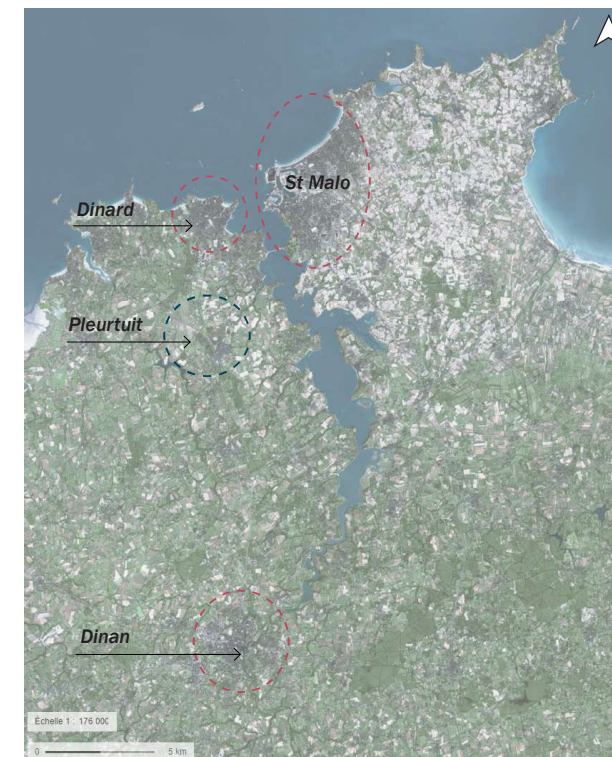 St Malo
Dinard
Pleurtuit
Dinan
Échelle 1 : 176 000
0 5 km